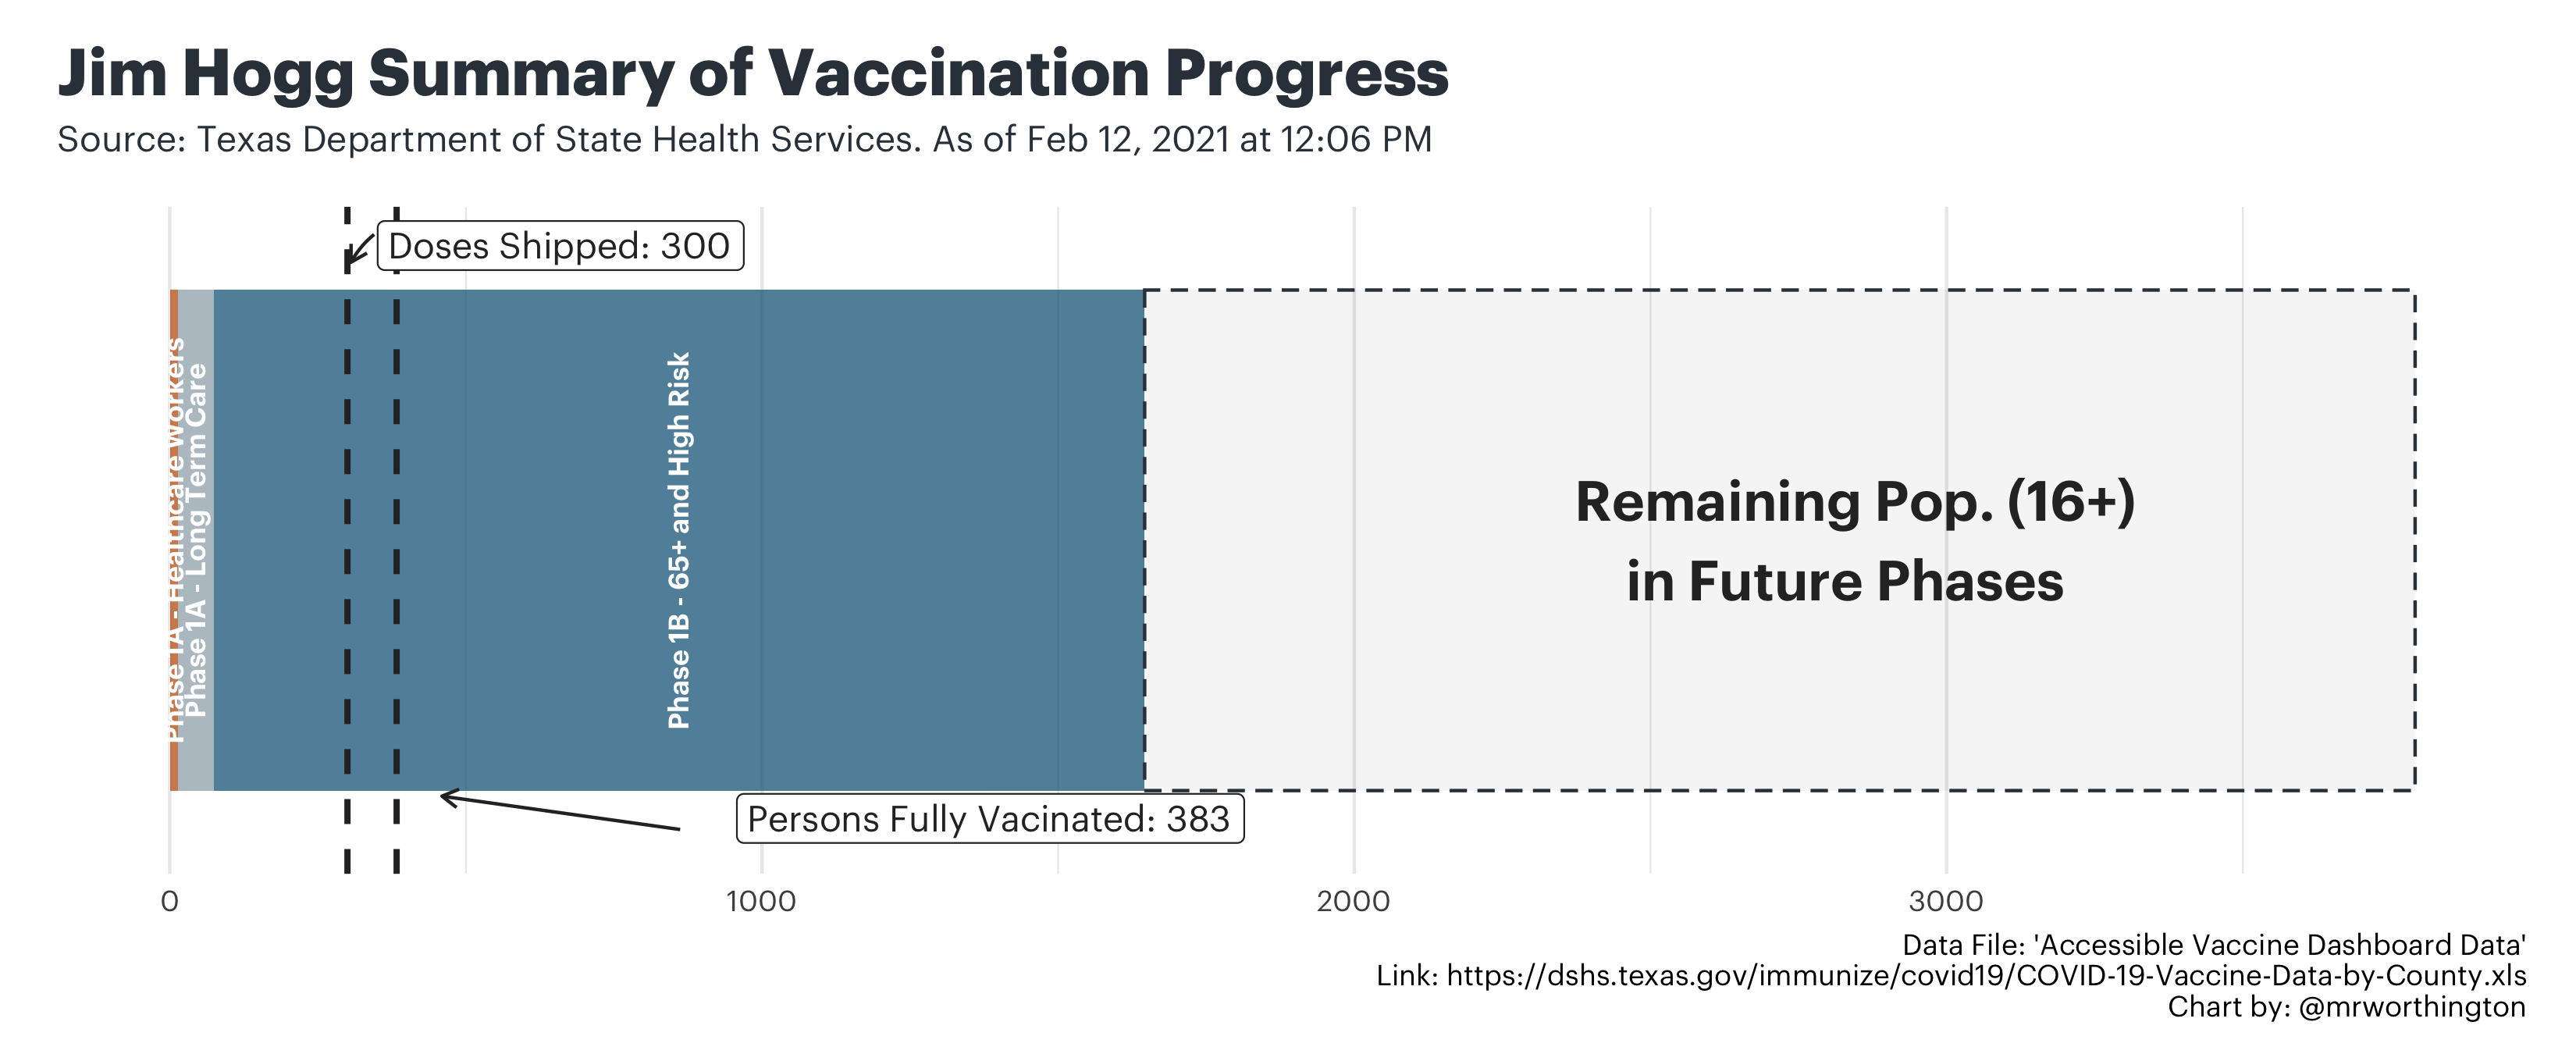 Jim Hogg Summary of Vaccination Progress
Source: Texas Department of State Health Services. As of Feb 12, 2021 at 12:06 PM
Doses Shipped: 300
Phase 1A - Healthcare Workers
Phase 1A - Long Term Care
Phase 1B - 65+ and High Risk
Remaining Pop. (16+)
in Future Phases
Persons Fully Vacinated: 383
0
1000
2000
3000
Data File: 'Accessible Vaccine Dashboard Data'
Link: https://dshs.texas.gov/immunize/covid19/COVID-19-Vaccine-Data-by-County.xls
Chart by: @mrworthington